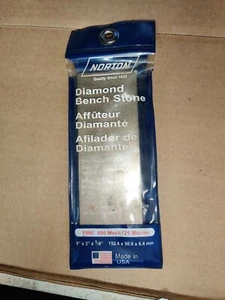 NORTON
Quality Since 1823
Diamond
Bench Stone
Affûteur
Diamanté
Afilador de
Diamante
FINE 600 Mesh/25 Micron
6" x 2" x 1/4" 152.4 x 50.8 x 6.4 mm
Made in
USA